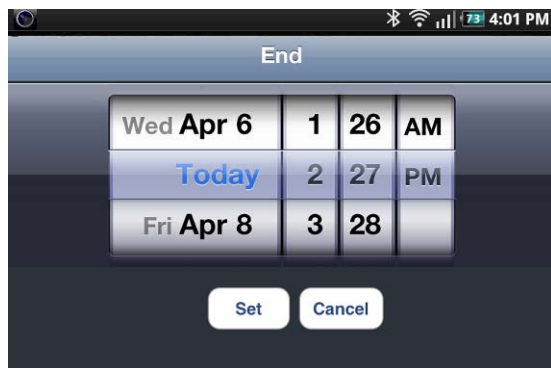 73 4:01 PM
End
Wed Apr 6 1 26 AM
Today 2 27 PM
Fri Apr 8 3 28
Set Cancel